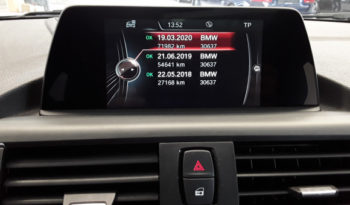 13:52 TP
OK 19.03.2020 BMW
71982 km 30637
OK 21.06.2019 BMW
54641 km 30637
OK 22.05.2018 BMW
27168 km 30637